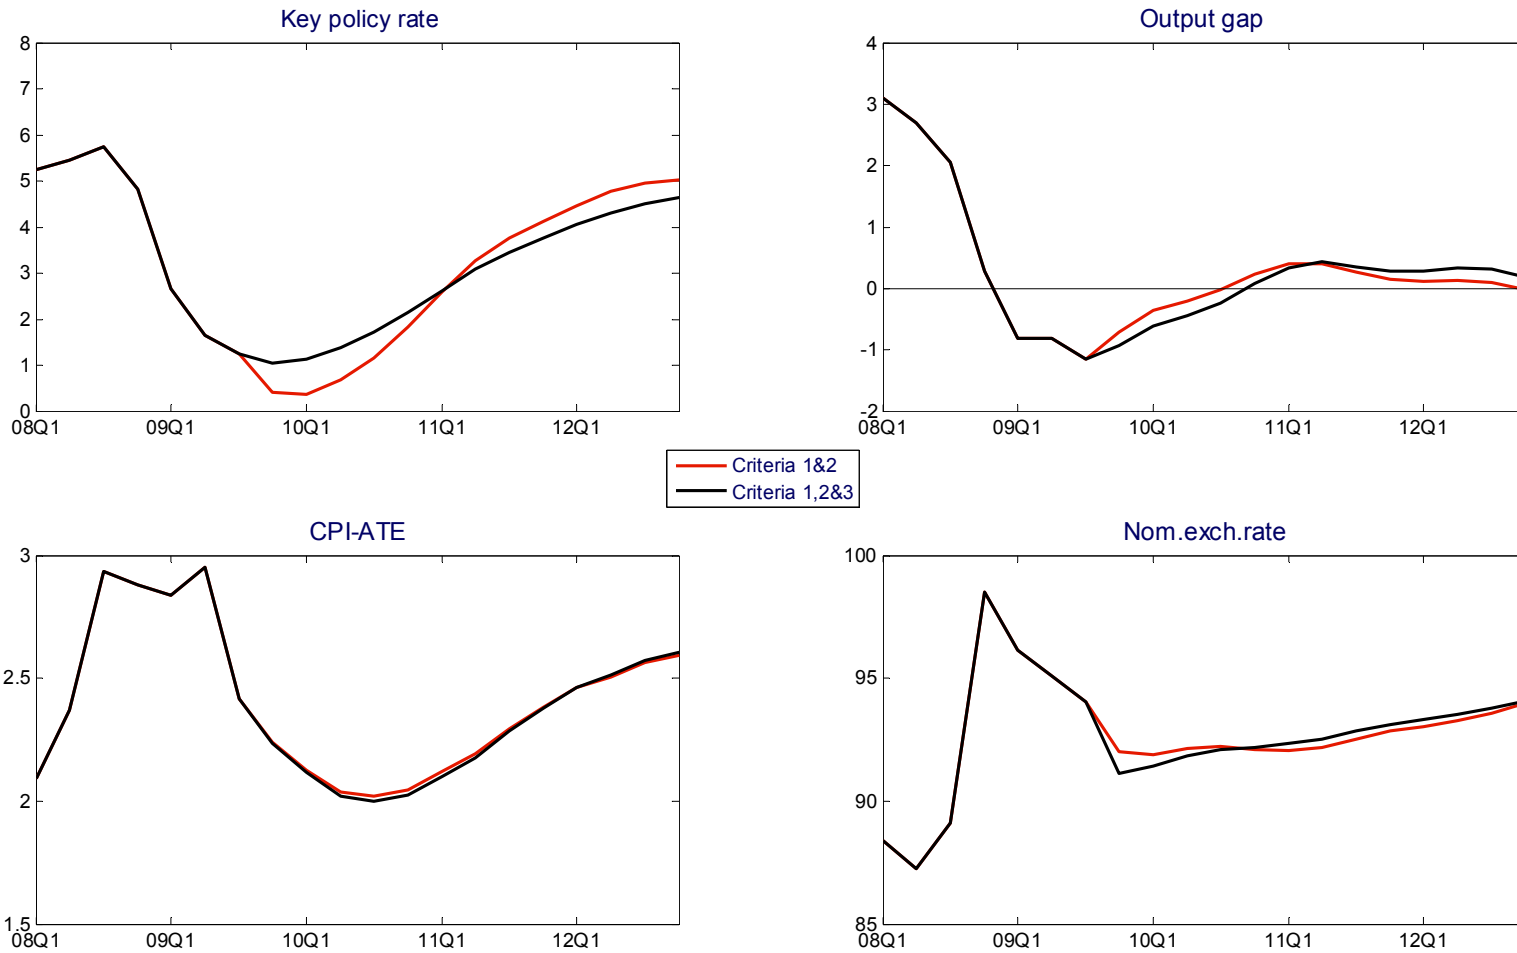 Key policy rate
8
7
6
5
4
3
2
1
0
08Q1 09Q1 10Q1 11Q1 12Q1
Output gap
4
3
2
1
0
-1
-2
08Q1 09Q1 10Q1 11Q1 12Q1
Criteria 1&2
Criteria 1,2&3
CPI-ATE
3
2.5
2
1.5
08Q1 09Q1 10Q1 11Q1 12Q1
Nom.exch.rate
100
95
90
85
08Q1 09Q1 10Q1 11Q1 12Q1